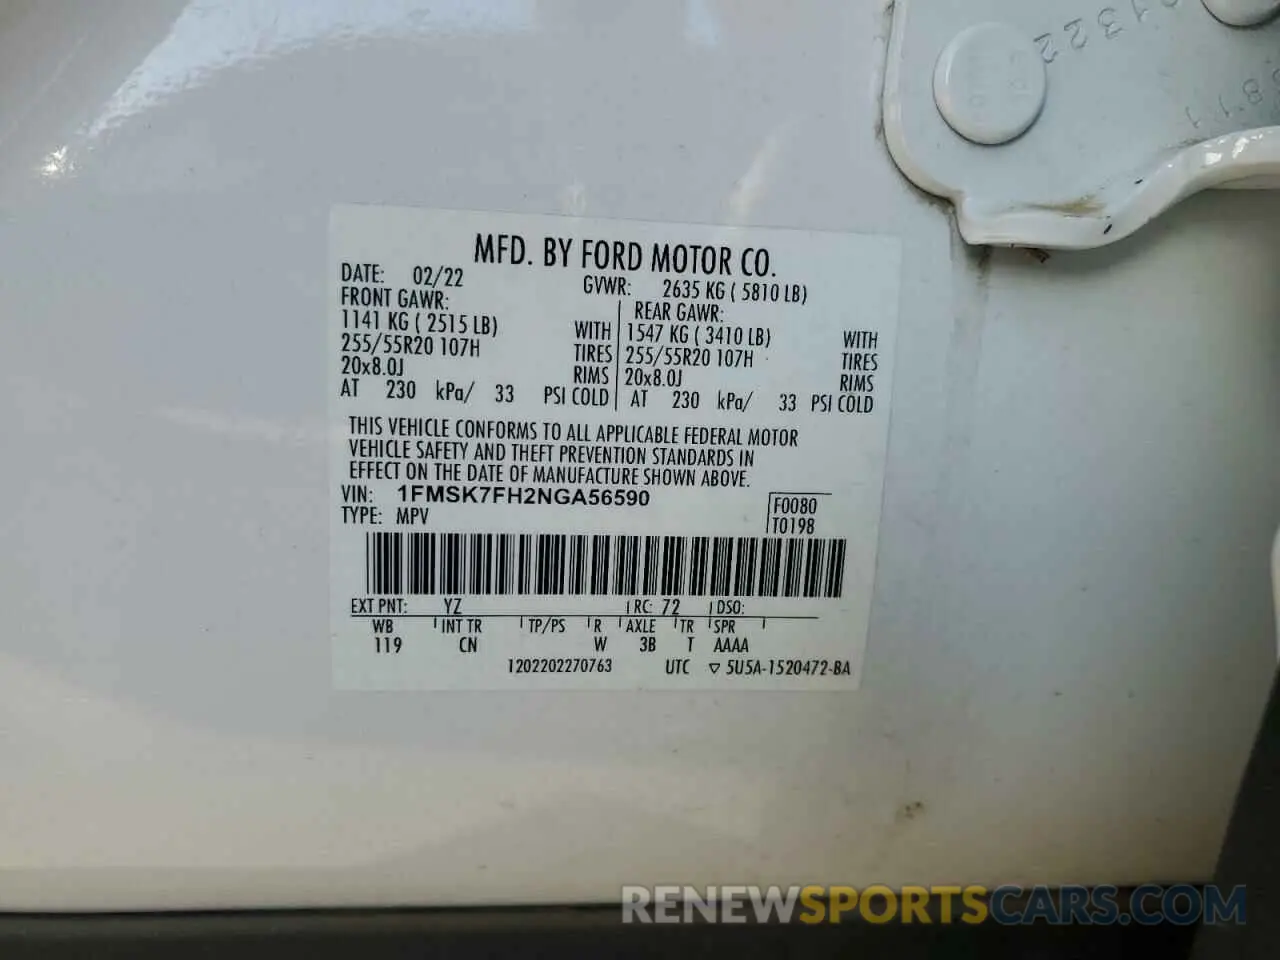 1322
811
MFD. BY FORD MOTOR CO.
DATE: 02/22 GVWR: 2635 KG ( 5810 LB)
FRONT GAWR: REAR GAWR:
1141 KG ( 2515 LB) WITH 1547 KG ( 3410 LB) WITH
255/55R20 107H TIRES 255/55R20 107H TIRES
20x8.0J RIMS 20x8.0J RIMS
AT 230 kPa/ 33 PSI COLD AT 230 kPa/ 33 PSI COLD
THIS VEHICLE CONFORMS TO ALL APPLICABLE FEDERAL MOTOR
VEHICLE SAFETY AND THEFT PREVENTION STANDARDS IN
EFFECT ON THE DATE OF MANUFACTURE SHOWN ABOVE.
VIN: 1FMSK7FH2NGA56590 F0080
TYPE: MPV T0198
EXT PNT: YZ RC: 72 DSO:
WB INT TR TP/PS R AXLE TR SPR
119 CN W 3B T AAAA
1202202270763 UTC ▽ 5U5A-1520472-BA
RENEWSPORTSCARS.COM